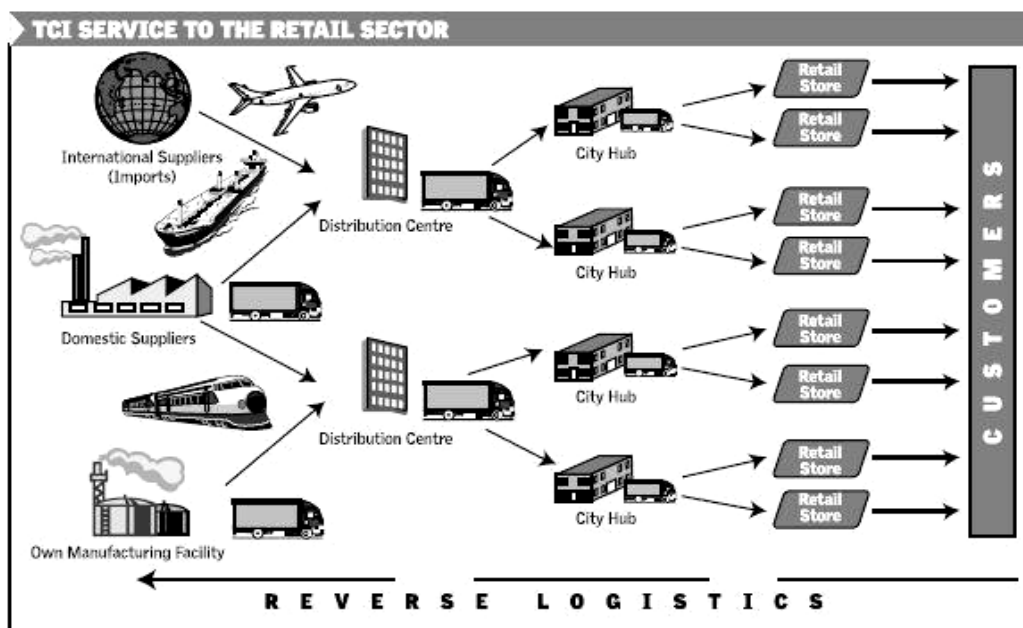 TCI SERVICE TO THE RETAIL SECTOR
International Suppliers
(Imports)
Domestic Suppliers
Own Manufacturing Facility
Distribution Centre
Distribution Centre
City Hub
City Hub
City Hub
City Hub
Retail
Store
Retail
Store
Retail
Store
Retail
Store
Retail
Store
Retail
Store
Retail
Store
Retail
Store
CUSTOMERS
REVERSE LOGISTICS